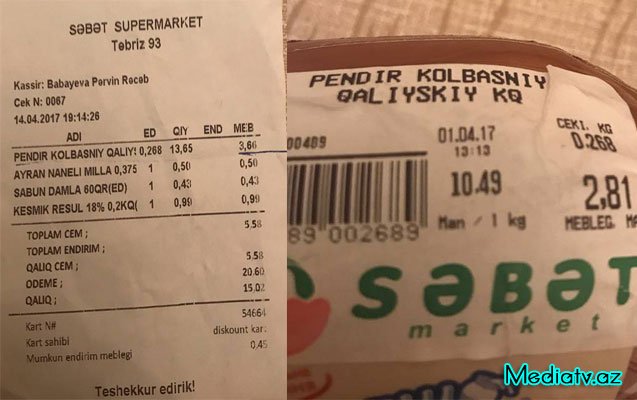 SƏBƏT SUPERMARKET
Təbriz 93
Kassir: Babayeva Pərvin Rəcəb
Cek N: 0067
14.04.2017 19:14:26
ADI ED QIY END MEB
PENDIR KOLBASNIY QALIYS 0,268 13,65 3,66
AYRAN NANELI MILLA 0,375 1 0,50 0,50
SABUN DAMLA 60QR(ED) 1 0,43 0,43
KESMIK RESUL 18% 0,2KQ( 1 0,99 0,99
TOPLAM CEM ; 5.58
TOPLAM ENDIRIM ;
QALIQ CEM ; 5.58
ODEME ; 20.60
QALIQ ; 15.02
54664
Kart N# diskount kar:
Kart sahibi
Mumkun endirim meblegi 0.45
Teshekkur edirik!
PENDIR KOLBASNIY
QALIYSKIY KQ
00489 01.04.17 CEKI. KG
13:13 0.268
10.49 2,81
89 002689 Man / 1 kg MEBLEG. M
SƏBƏT
market
Mediatv.az